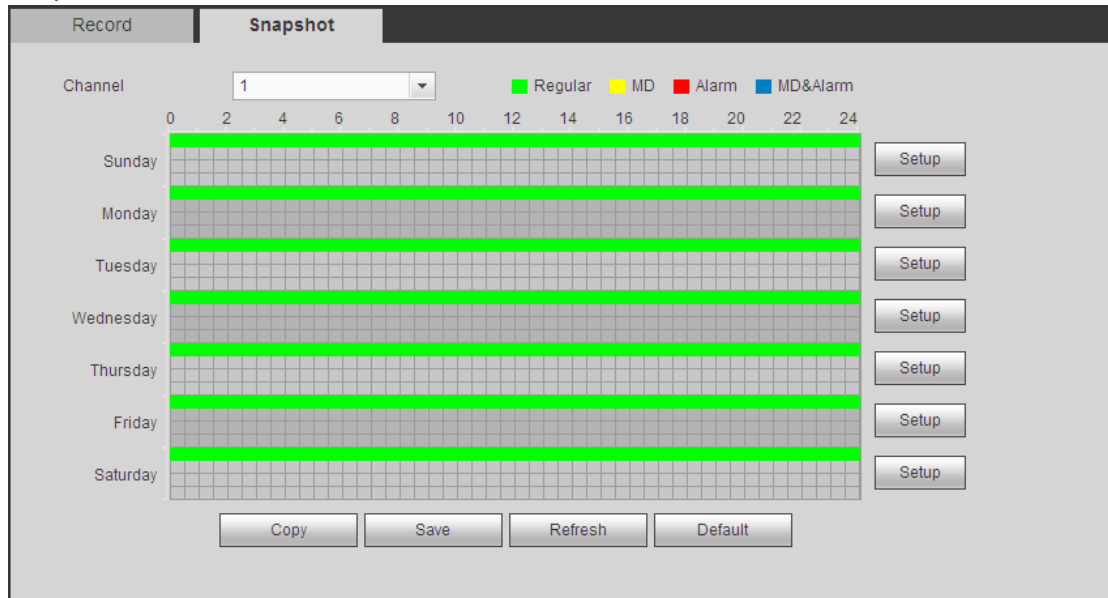 Record Snapshot
Channel 1 Regular MD Alarm MD&Alarm
0 2 4 6 8 10 12 14 16 18 20 22 24
Sunday Setup
Monday Setup
Tuesday Setup
Wednesday Setup
Thursday Setup
Friday Setup
Saturday Setup
Copy Save Refresh Default